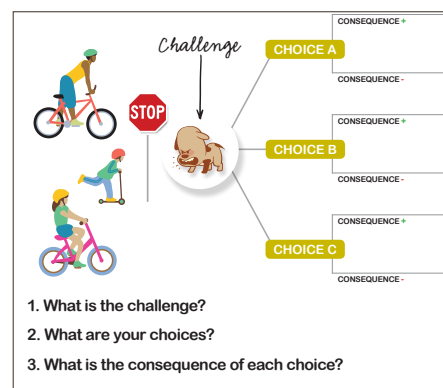 Challenge
STOP
CHOICE A
CONSEQUENCE +
CONSEQUENCE -
CHOICE B
CONSEQUENCE +
CONSEQUENCE -
CHOICE C
CONSEQUENCE +
CONSEQUENCE -
1. What is the challenge?
2. What are your choices?
3. What is the consequence of each choice?